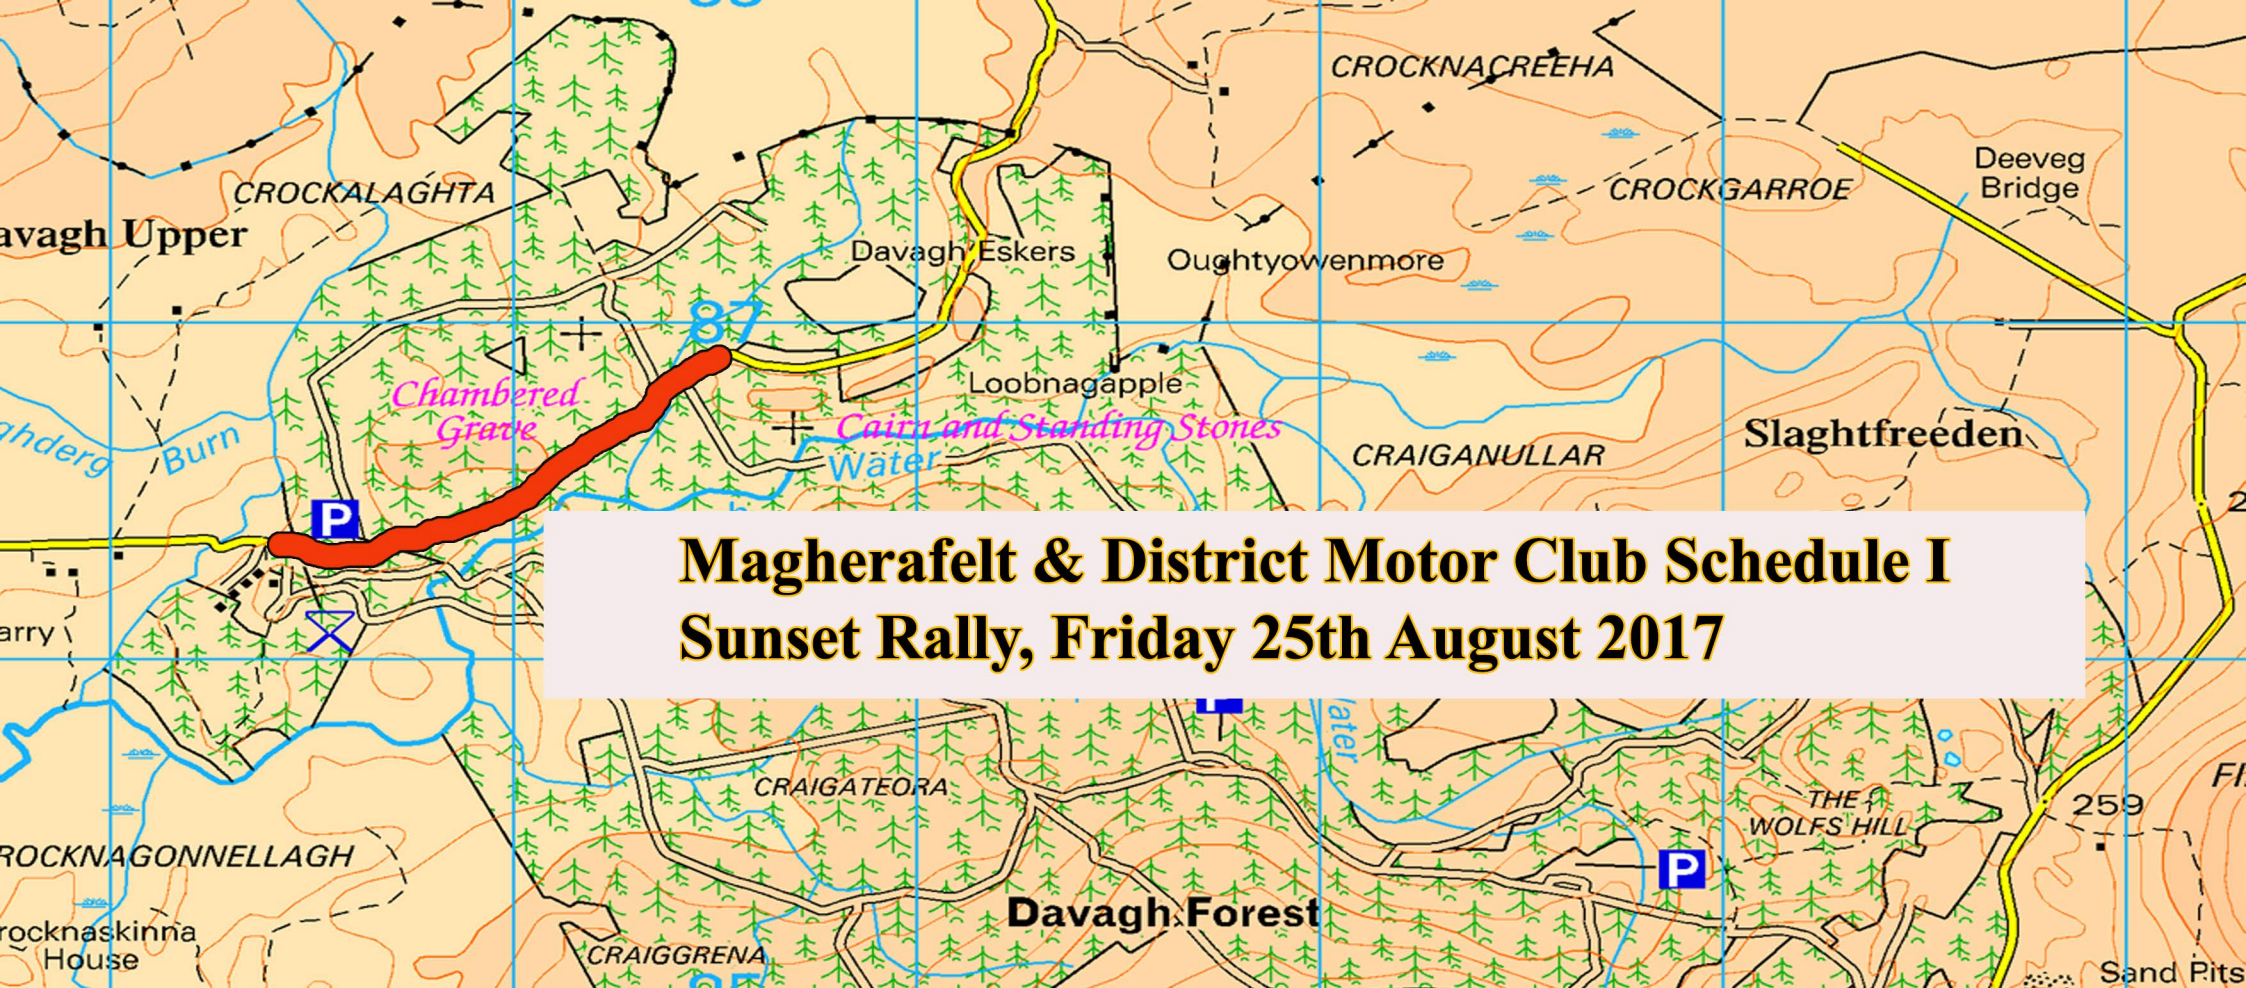 CROCKNACREEHA
Deeveg
Bridge
CROCKGARROE
CROCKALAGHTA
avagh Upper
Davagh Eskers
Oughtyowenmore
87
Chambered
Grave
Loobnagapple
Cairn and Standing Stones
Slaghtfreeden
CRAIGANULLAR
ghderg
Burn
Water
P
Magherafelt & District Motor Club Schedule I
Sunset Rally, Friday 25th August 2017
arry
ater
CRAIGATEORA
THE
WOLFS HILL
259
P
ROCKNAGONNELLAGH
Davagh Forest
rocknaskinna
House
CRAIGGRENA
Sand Pits